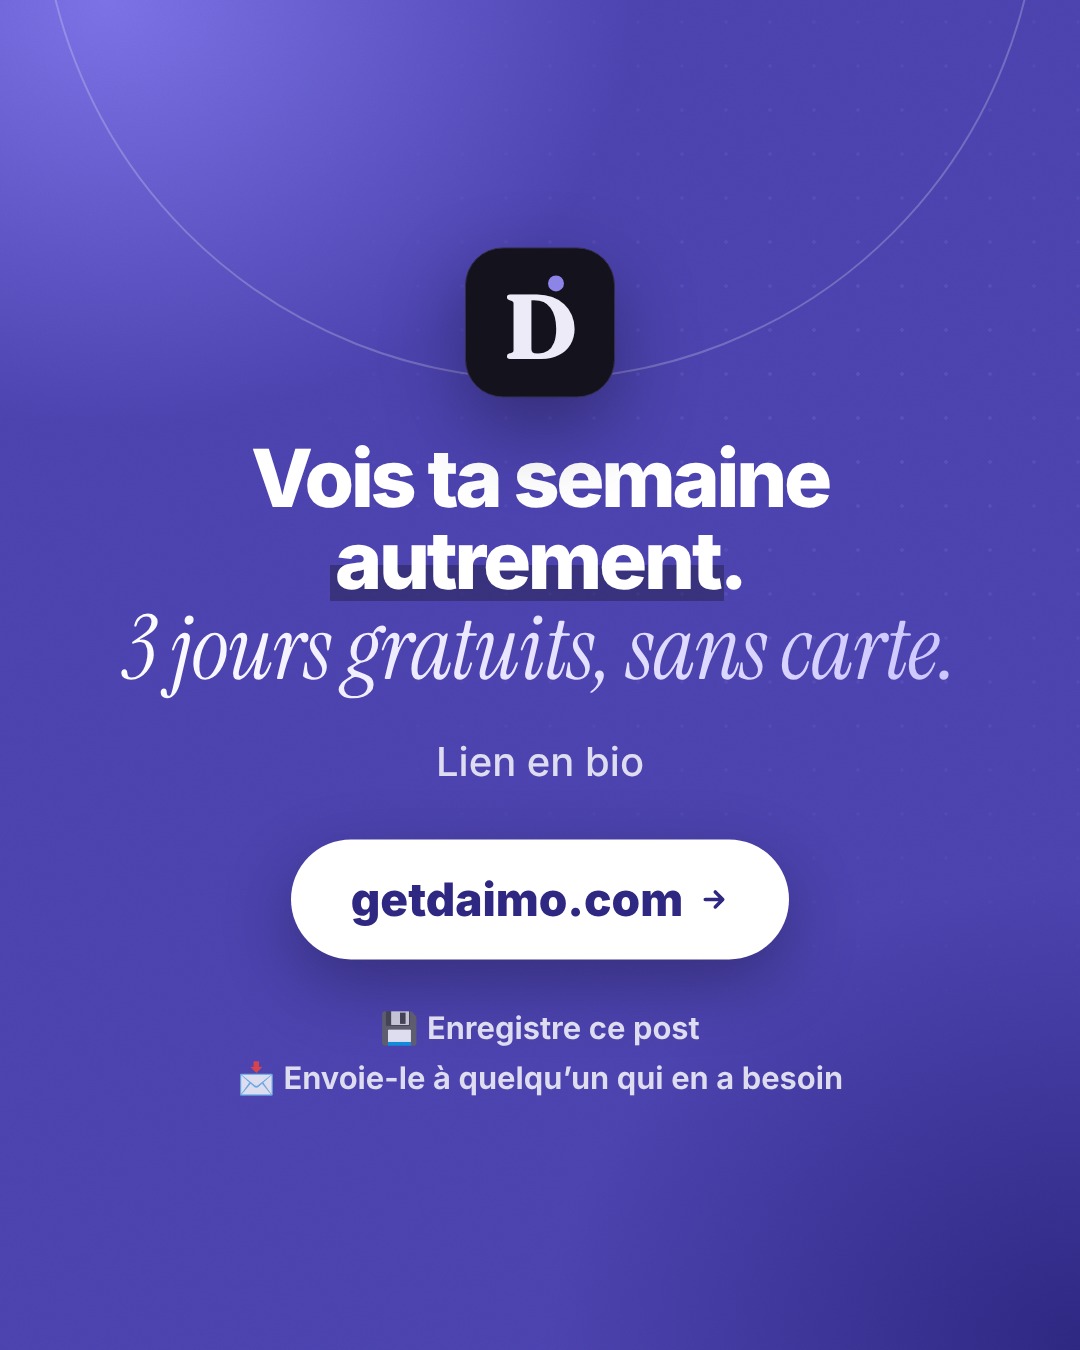 D
Vois ta semaine
autrement.
3 jours gratuits, sans carte.
Lien en bio
getdaimo.com →
💾 Enregistre ce post
📩 Envoie-le à quelqu’un qui en a besoin